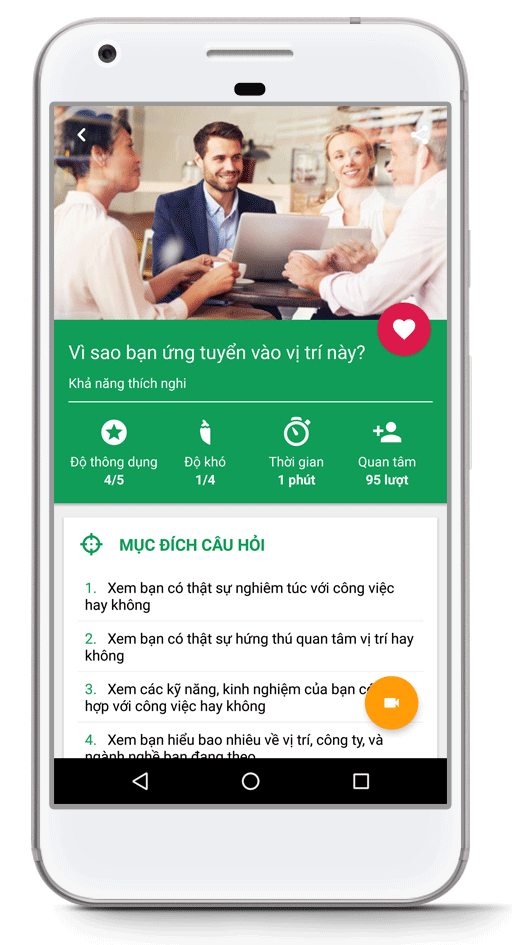 Vì sao bạn ứng tuyển vào vị trí này?
Khả năng thích nghi
Độ thông dụng Độ khó Thời gian Quan tâm
4/5 1/4 1 phút 95 lượt
MỤC ĐÍCH CÂU HỎI
1. Xem bạn có thật sự nghiêm túc với công việc
hay không
2. Xem bạn có thật sự hứng thú quan tâm vị trí hay
không
3. Xem các kỹ năng, kinh nghiệm của bạn có
hợp với công việc hay không
4. Xem bạn hiểu bao nhiêu về vị trí, công ty, và
ngành nghề bạn đang theo